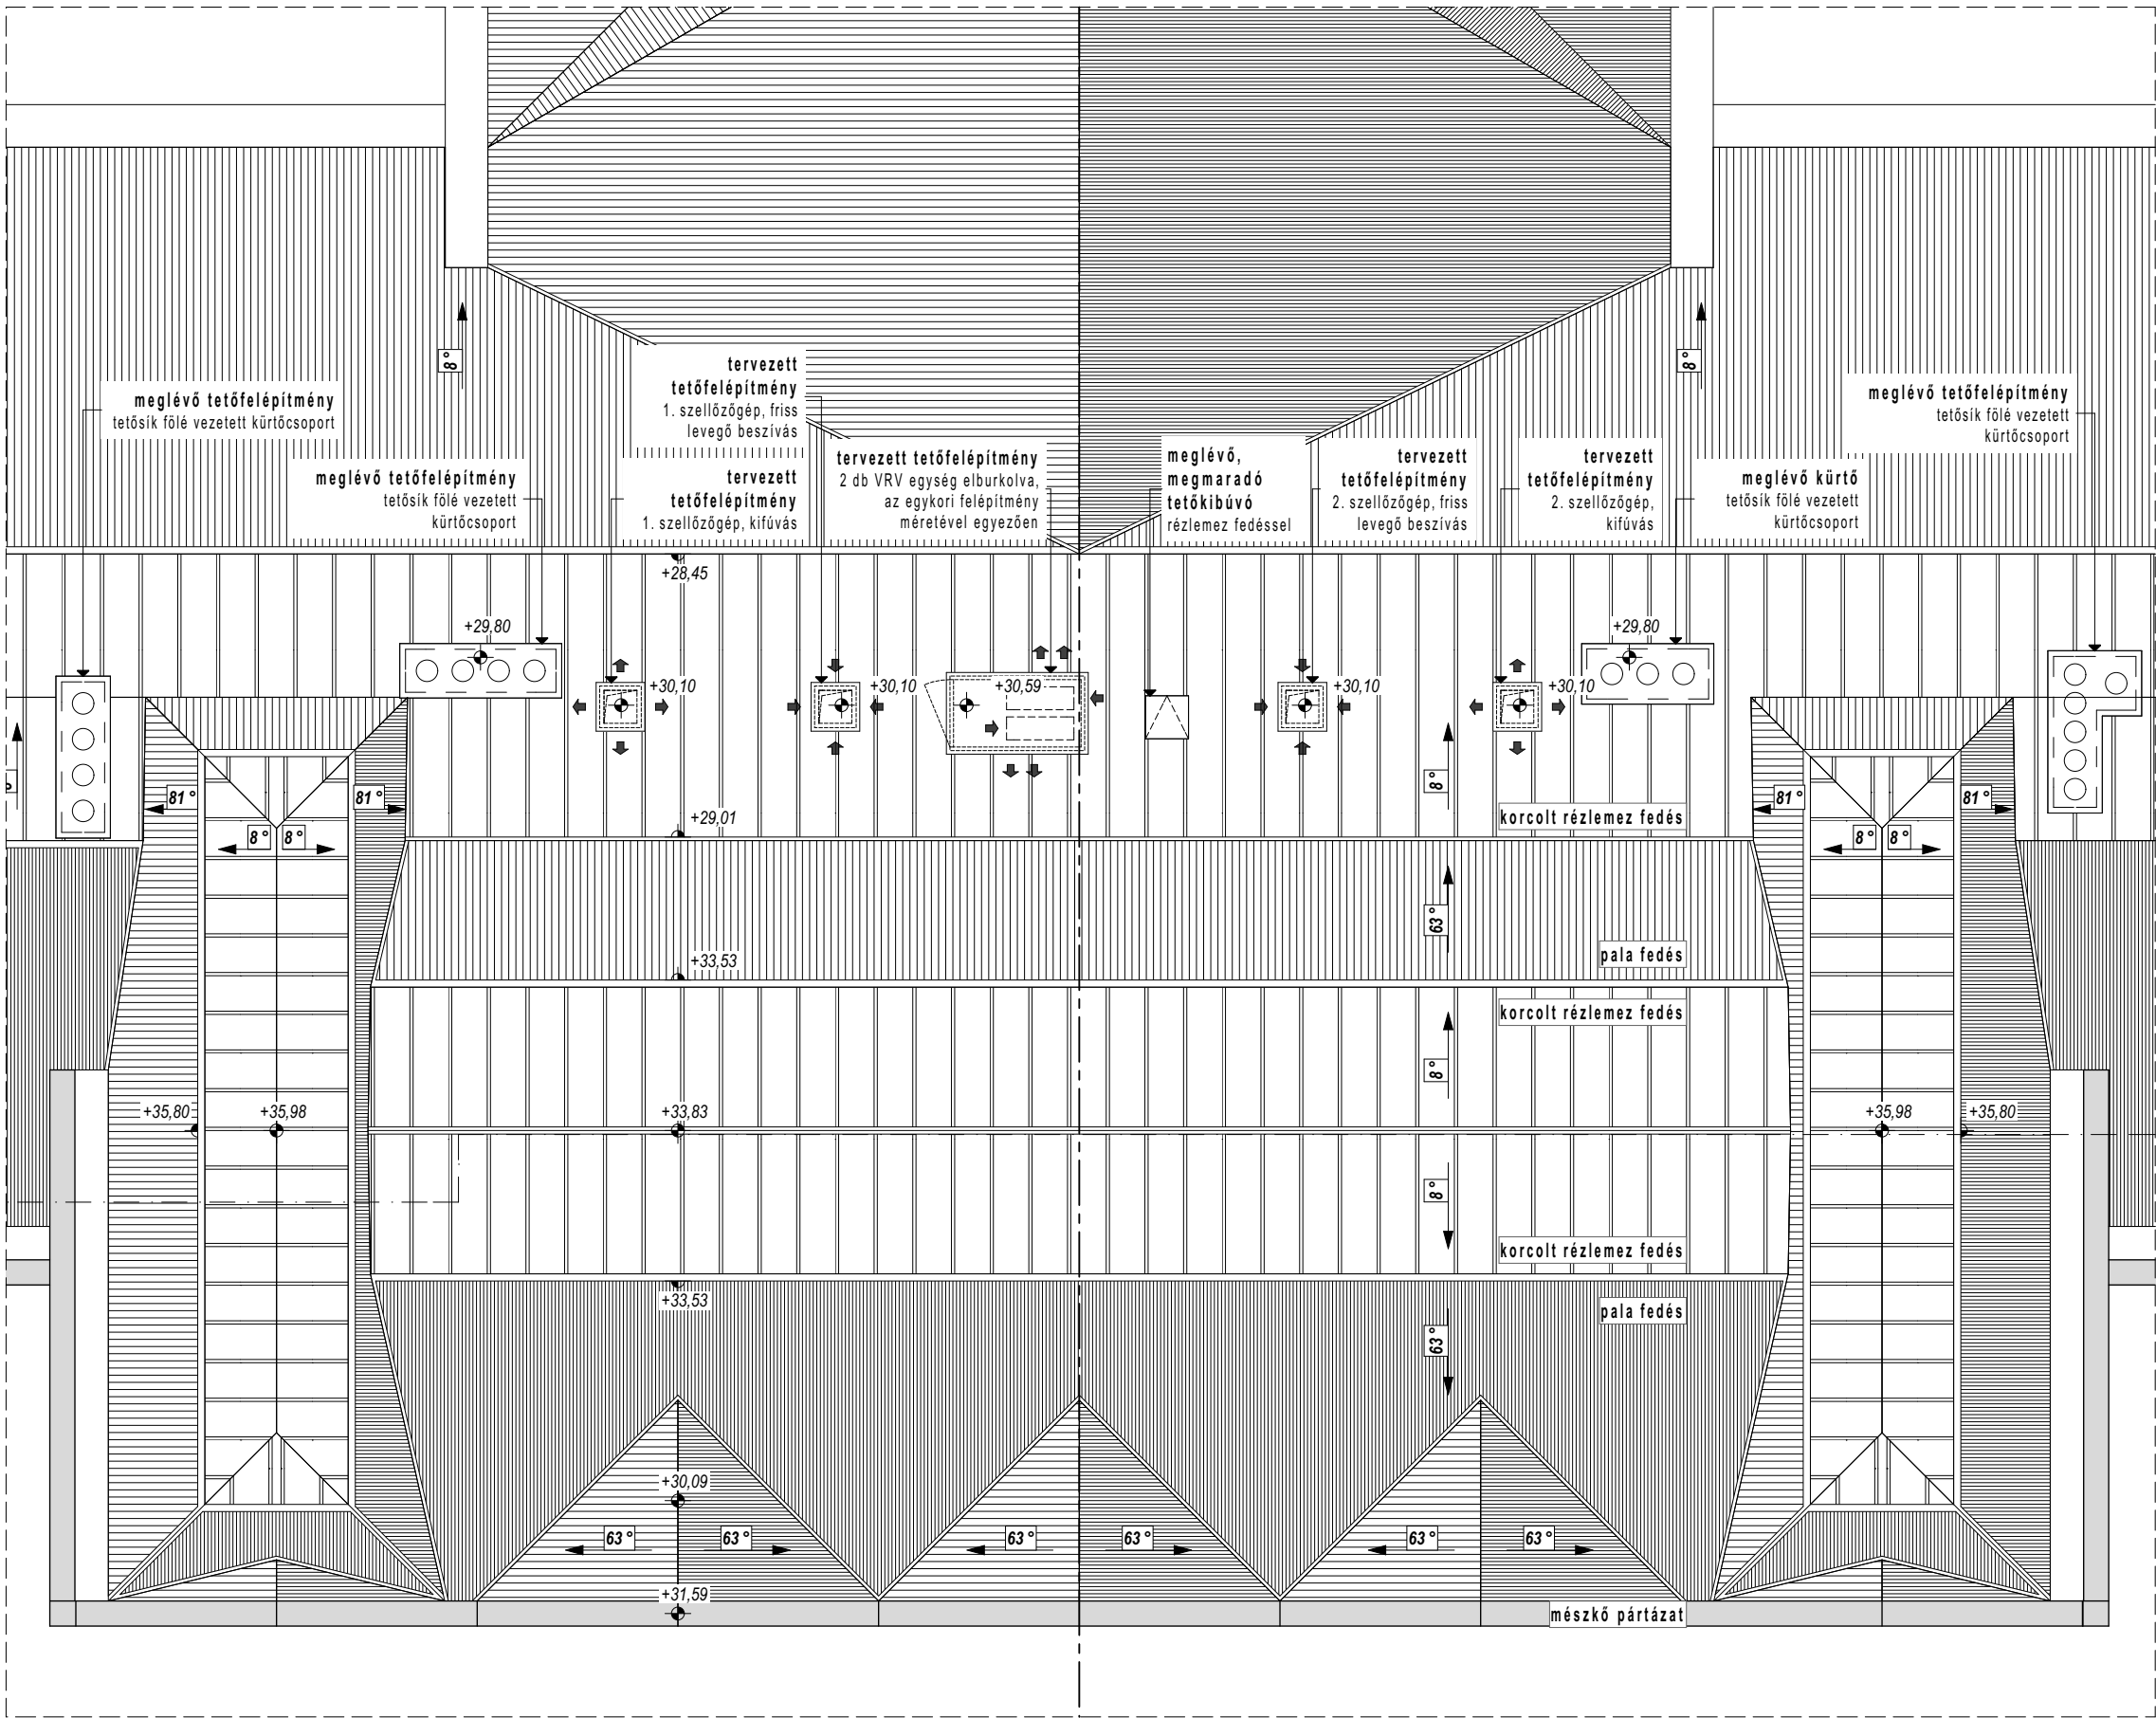 8°
8°
tervezett
tetőfelépítmény
1. szellőzőgép, friss
levegő beszívás
meglévő tetőfelépítmény
tetősík fölé vezetett kürtőcsoport
meglévő tetőfelépítmény
tetősík fölé vezetett
kürtőcsoport
meglévő tetőfelépítmény
tetősík fölé vezetett
kürtőcsoport
tervezett
tetőfelépítmény
1. szellőzőgép, kifúvás
tervezett tetőfelépítmény
2 db VRV egység elburkolva,
az egykori felépítmény
méretével egyezően
meglévő,
megmaradó
tetőkibúvó
rézlemez fedéssel
tervezett
tetőfelépítmény
2. szellőzőgép, friss
levegő beszívás
tervezett
tetőfelépítmény
2. szellőzőgép,
kifúvás
meglévő kürtő
tetősík fölé vezetett
kürtőcsoport
+28,45
+29,80
+29,80
+30,10
+30,10
+30,59
+30,10
+30,10
8°
81°
81°
81°
81°
+29,01
korcolt rézlemez fedés
8°
8°
8°
8°
63°
+33,53
pala fedés
korcolt rézlemez fedés
8°
+35,80
+35,98
+33,83
+35,98
+35,80
8°
korcolt rézlemez fedés
+33,53
pala fedés
63°
+30,09
63°
63°
63°
63°
63°
63°
+31,59
mészkő pártázat